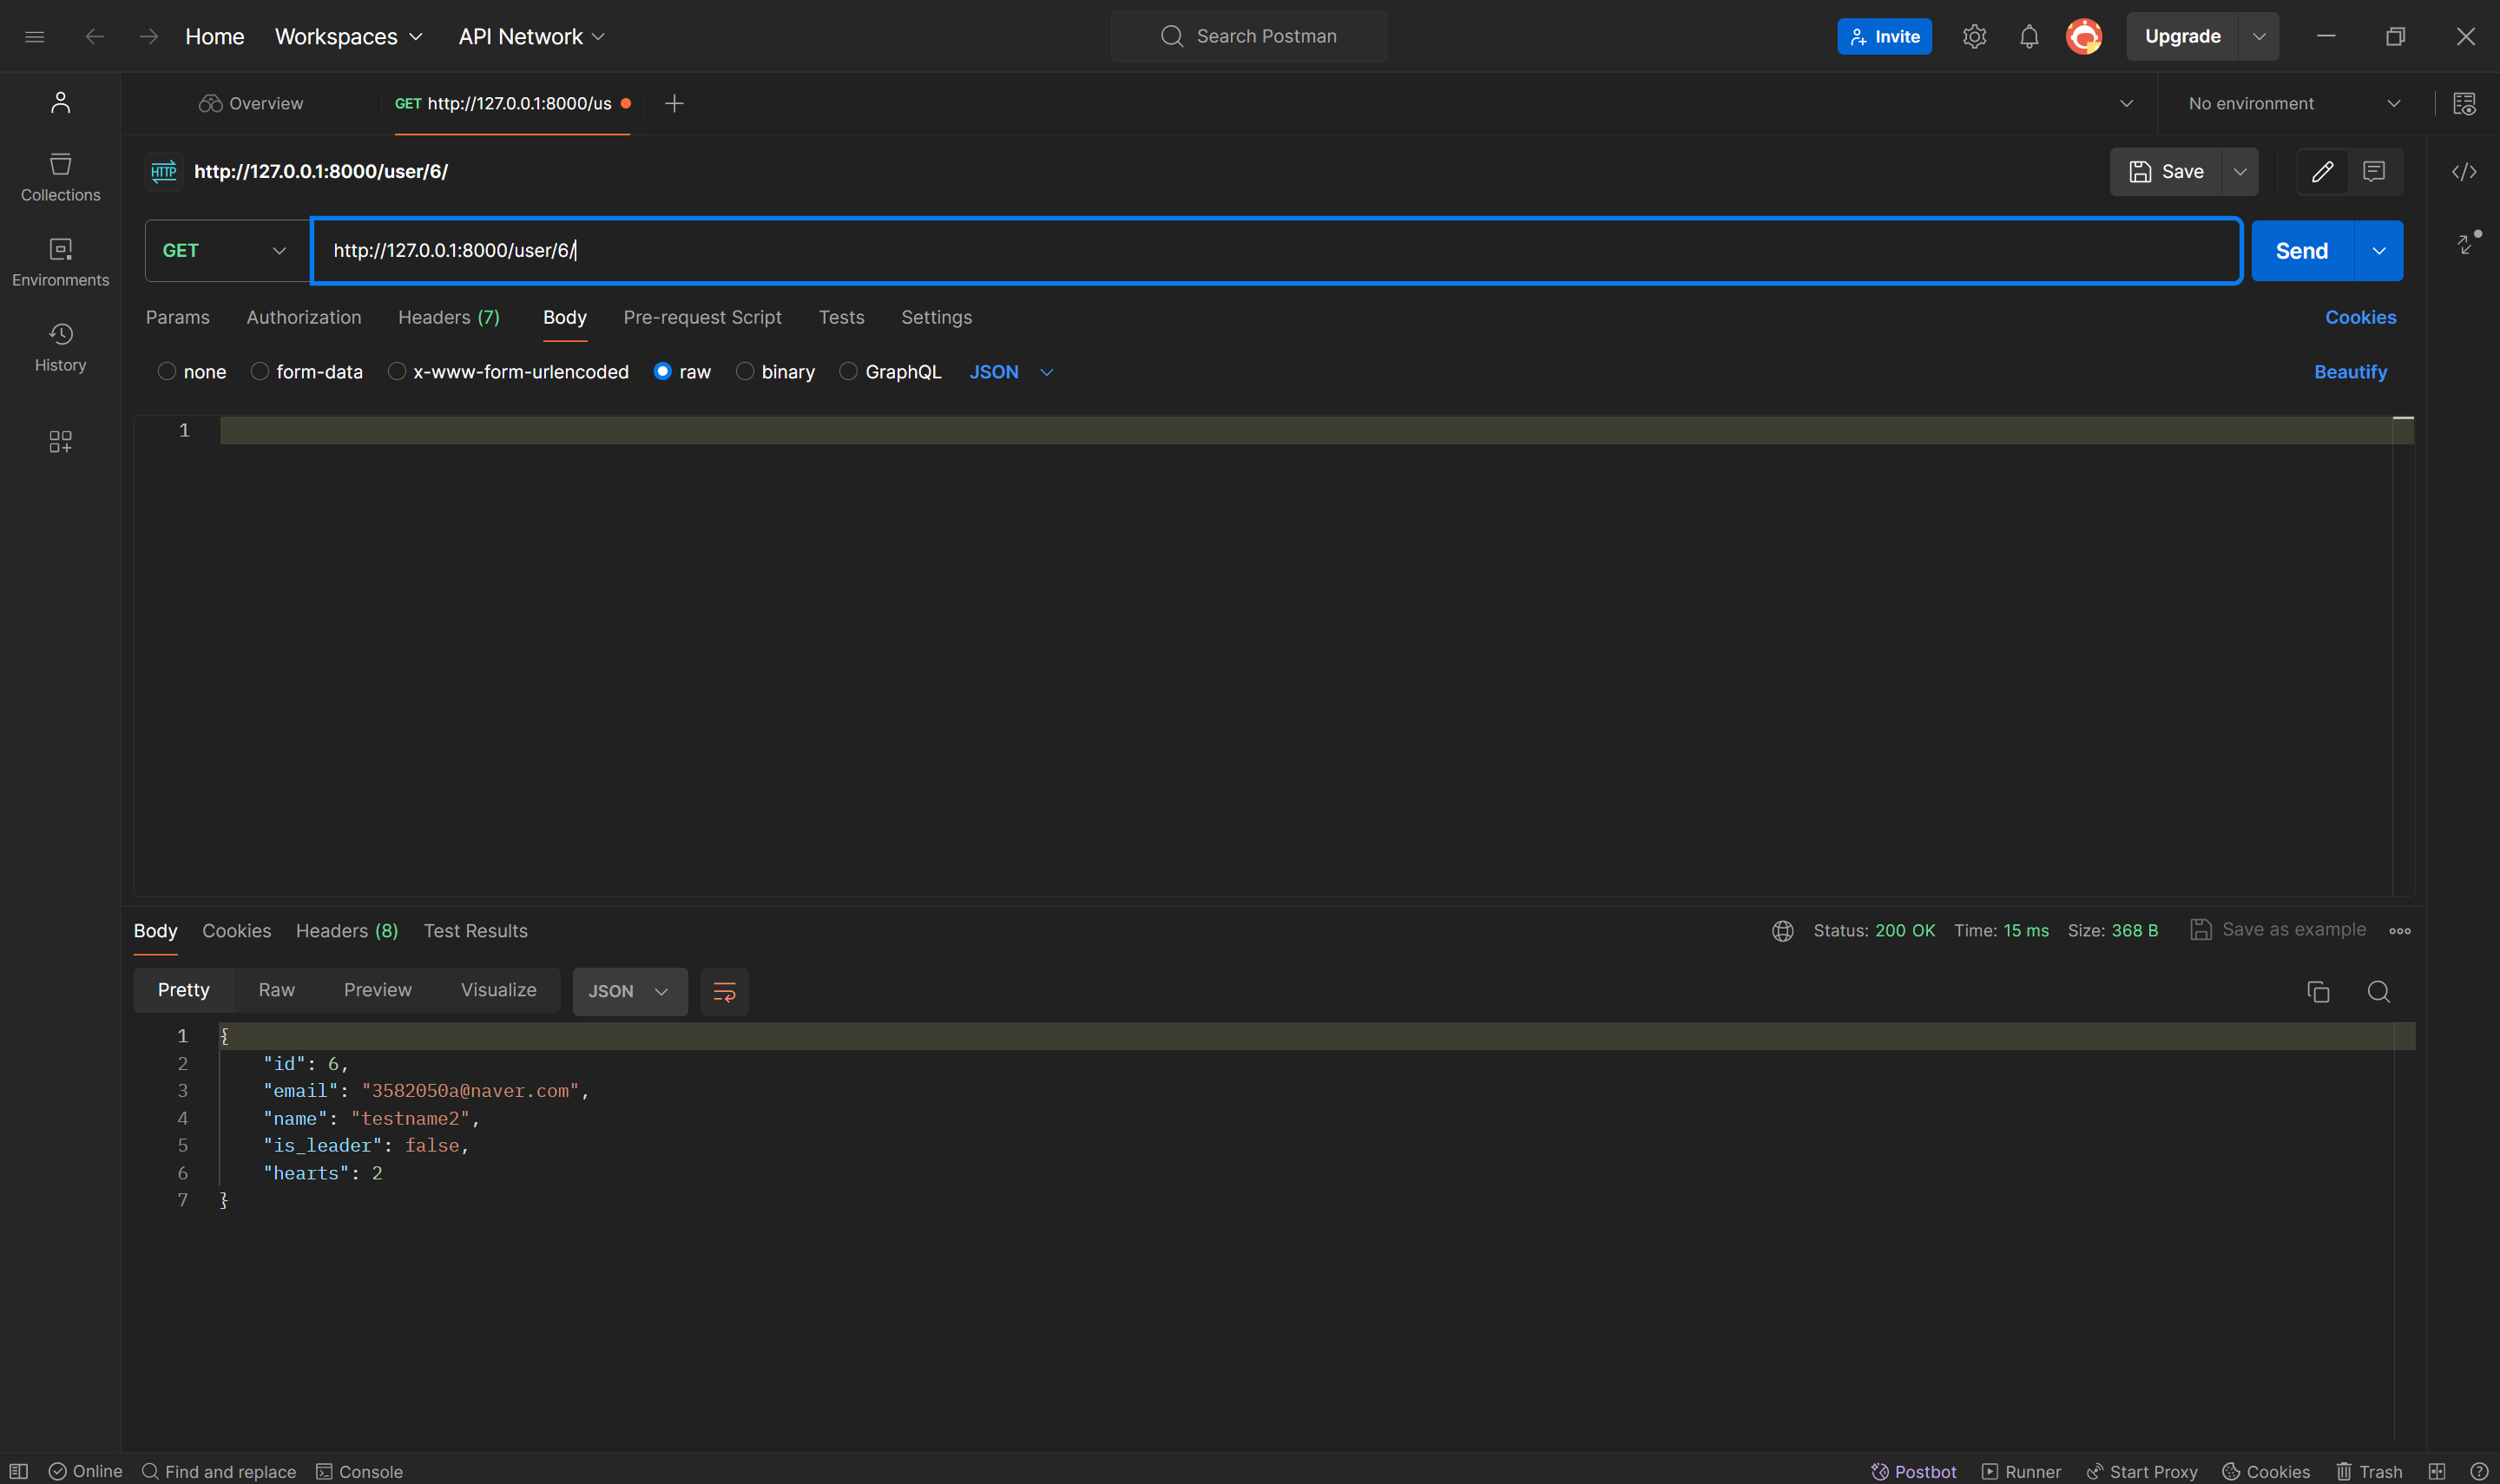 Home Workspaces API Network Search Postman Invite Upgrade
Overview GET http://127.0.0.1:8000/us No environment
HTTP http://127.0.0.1:8000/user/6/ Save
GET http://127.0.0.1:8000/user/6/ Send
Params Authorization Headers (7) Body Pre-request Script Tests Settings Cookies
none form-data x-www-form-urlencoded raw binary GraphQL JSON Beautify
Collections
Environments
History
1
Body Cookies Headers (8) Test Results Status: 200 OK Time: 15 ms Size: 368 B Save as example
Pretty Raw Preview Visualize JSON
1 {
2 "id": 6,
3 "email": "3582050a@naver.com",
4 "name": "testname2",
5 "is_leader": false,
6 "hearts": 2
7 }
Online Find and replace Console Postbot Runner Start Proxy Cookies Trash